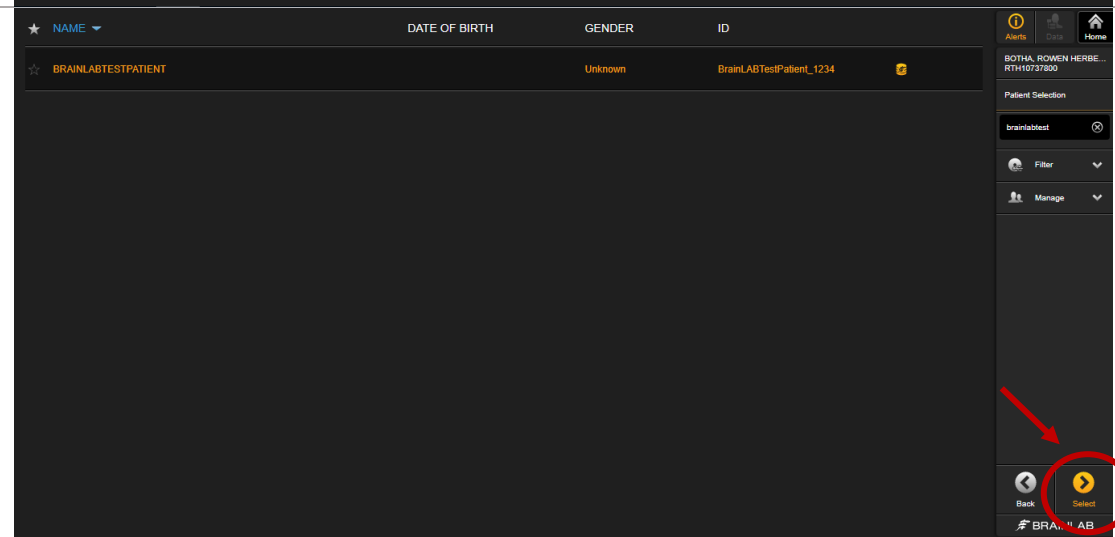 NAME
DATE OF BIRTH
GENDER
ID
BRAINLABTESTPATIENT
Unknown
BrainLABTestPatient_1234
Alerts
Data
Home
BOTHA, ROWEN HERBE...
RTH10737800
Patient Selection
brainlabtest
Filter
Manage
Back
Select
BRAINLAB